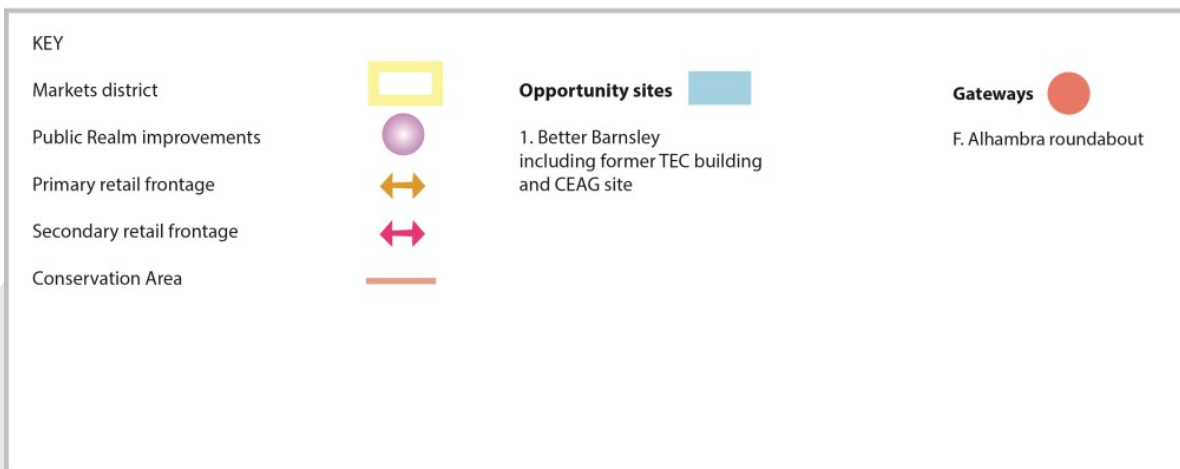 KEY
Markets district
Public Realm improvements
Primary retail frontage
Secondary retail frontage
Conservation Area
Opportunity sites
1. Better Barnsley
including former TEC building
and CEAG site
Gateways
F. Alhambra roundabout